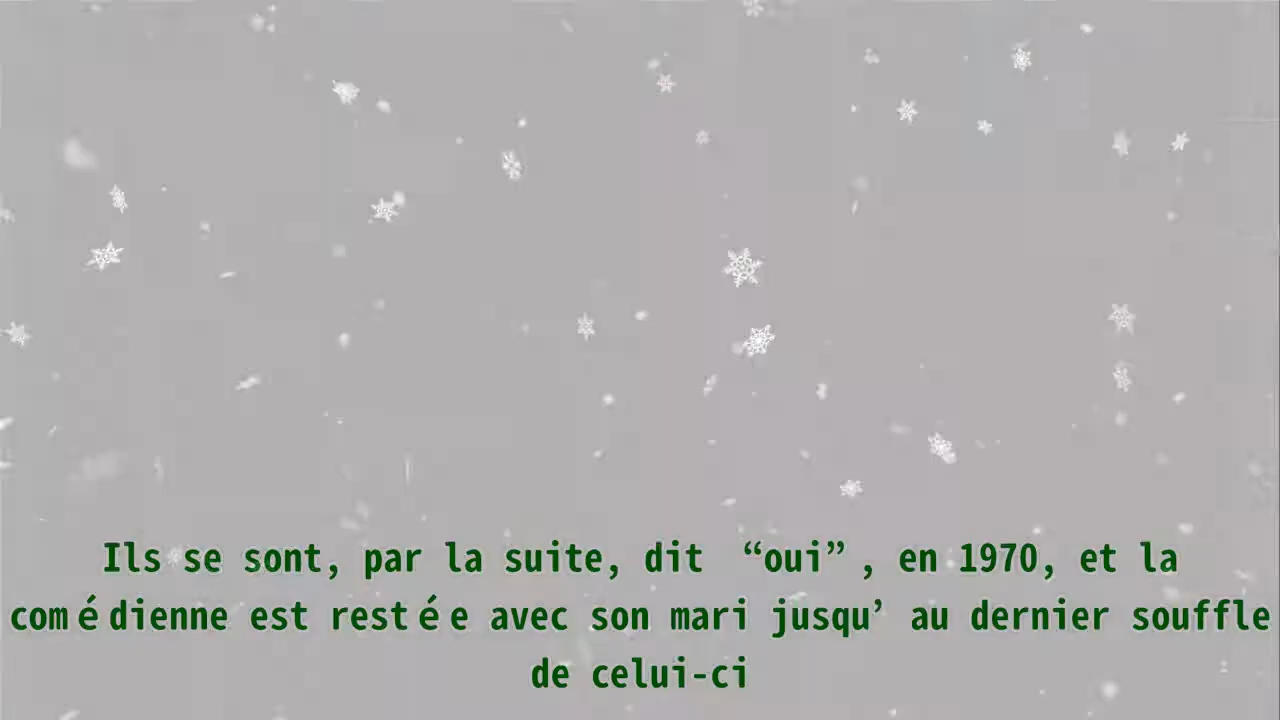 Ils se sont, par la suite, dit “oui”, en 1970, et la
comédienne est restée avec son mari jusqu’au dernier souffle
de celui-ci